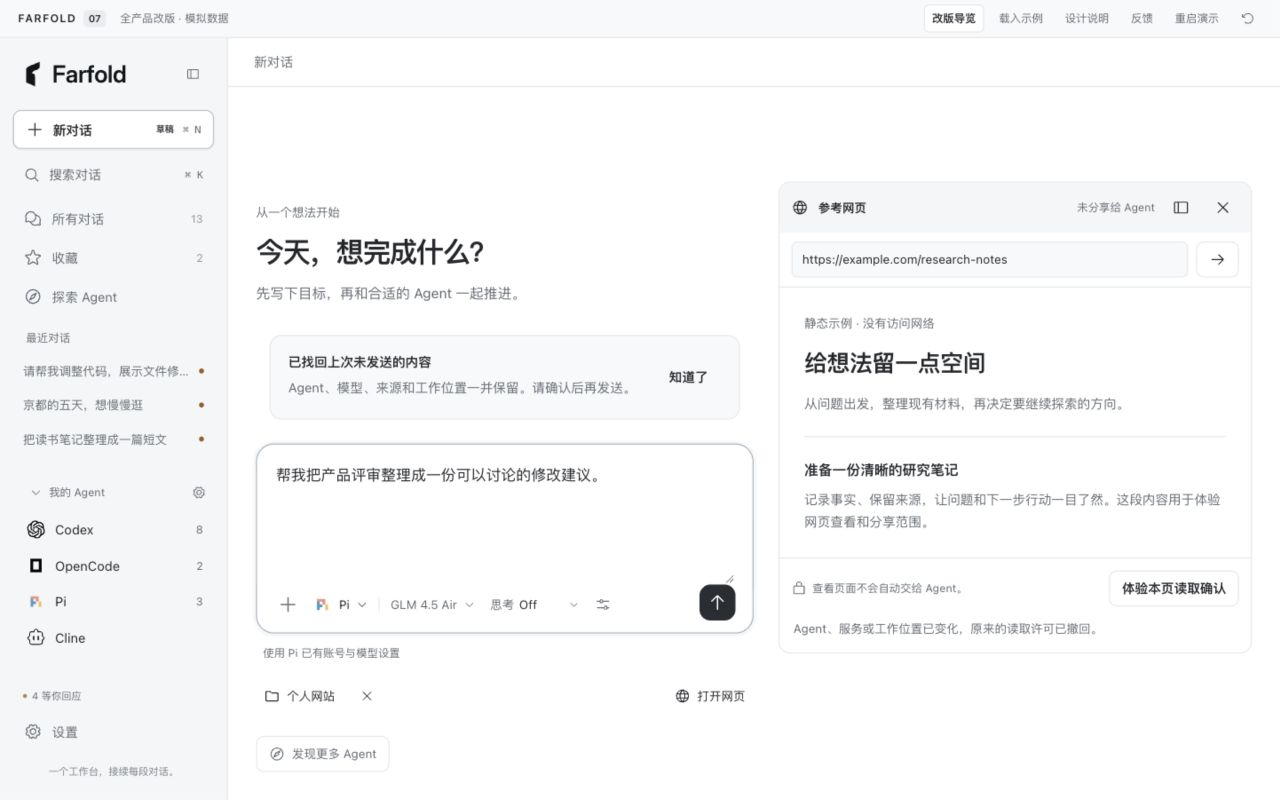 FARFOLD 07 全产品改版 · 模拟数据 改版导览 载入示例 设计说明 反馈 重启演示
Farfold
新对话 草稿 ⌘ N
搜索对话 ⌘ K
所有对话 13
收藏 2
探索 Agent
最近对话
请帮我调整代码，展示文件修...
京都的五天，想慢慢逛
把读书笔记整理成一篇短文
我的 Agent
Codex 8
OpenCode 2
Pi 3
Cline
4 等你回应
设置
一个工作台，接续每段对话。
新对话
从一个想法开始
今天，想完成什么？
先写下目标，再和合适的 Agent 一起推进。
已找回上次未发送的内容
Agent、模型、来源和工作位置一并保留。请确认后再发送。
知道了
帮我把产品评审整理成一份可以讨论的修改建议。
Pi GLM 4.5 Air 思考 Off
使用 Pi 已有账号与模型设置
个人网站 打开网页
发现更多 Agent
参考网页 未分享给 Agent
https://example.com/research-notes
静态示例 · 没有访问网络
给想法留一点空间
从问题出发，整理现有材料，再决定要继续探索的方向。
准备一份清晰的研究笔记
记录事实、保留来源，让问题和下一步行动一目了然。这段内容用于体验
网页查看和分享范围。
查看页面不会自动交给 Agent。 体验本页读取确认
Agent、服务或工作位置已变化，原来的读取许可已撤回。